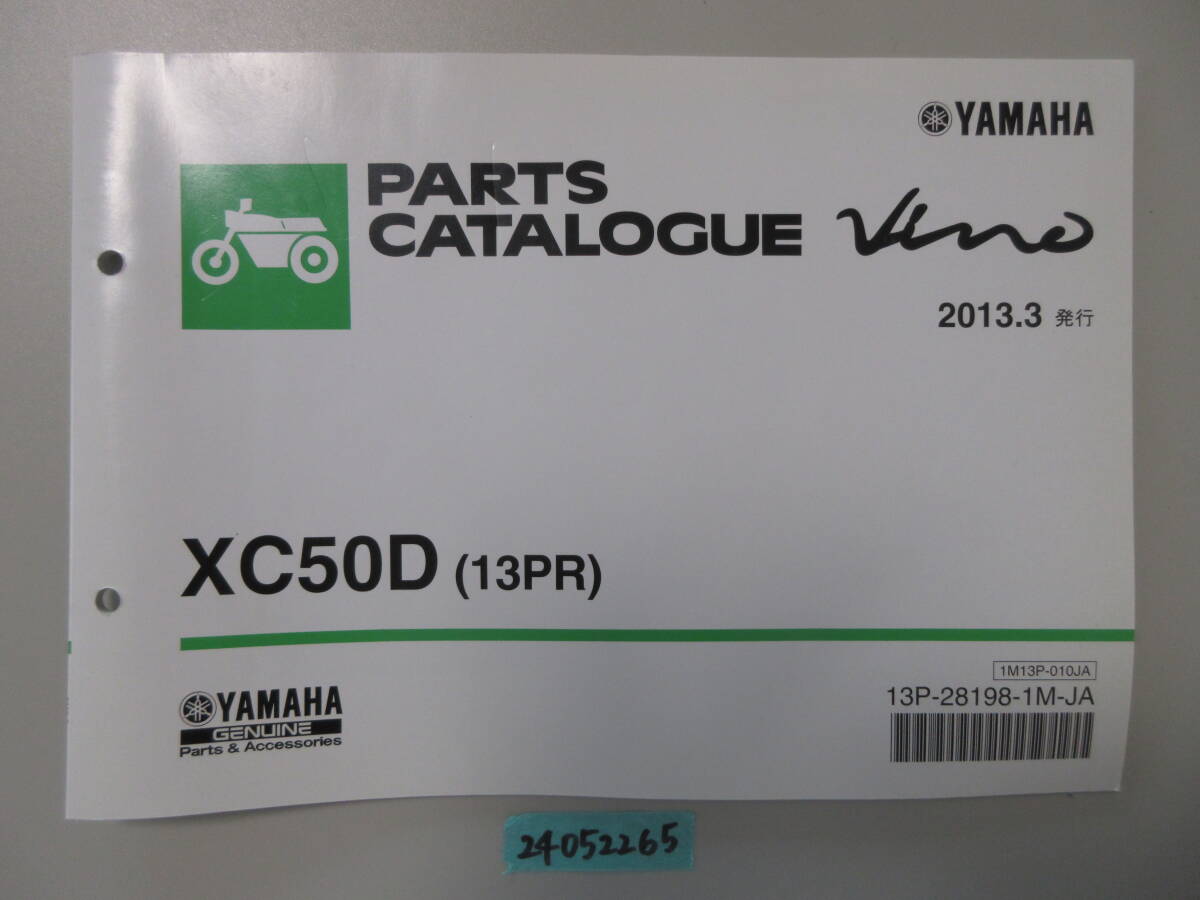 YAMAHA
PARTS
CATALOGUE
Vino
2013.3 発行
XC50D (13PR)
1M13P-010JA
13P-28198-1M-JA
YAMAHA
GENUINE
Parts & Accessories
24052265